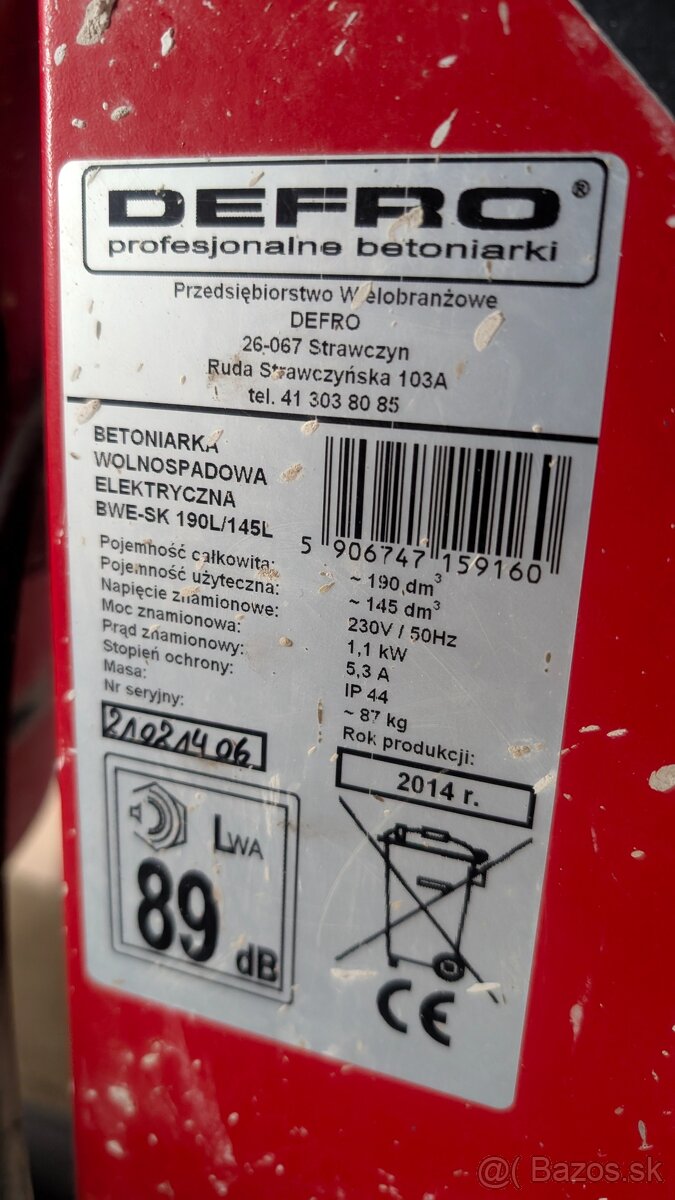 DEFRO®
profesjonalne betoniarki
Przedsiębiorstwo Wielobranżowe
DEFRO
26-067 Strawczyn
Ruda Strawczyńska 103A
tel. 41 303 80 85
BETONIARKA
WOLNOSPADOWA
ELEKTRYCZNA
BWE-SK 190L/145L
5 906747 159160
Pojemność całkowita: ~ 190 dm³
Pojemność użyteczna: ~ 145 dm³
Napięcie znamionowe: 230V / 50Hz
Moc znamionowa: 1,1 kW
Prąd znamionowy: 5,3 A
Stopień ochrony: IP 44
Masa: ~ 87 kg
Nr seryjny: Rok produkcji:
21021406 2014 r.
LWA
89 dB
CE
@( Bazos.sk